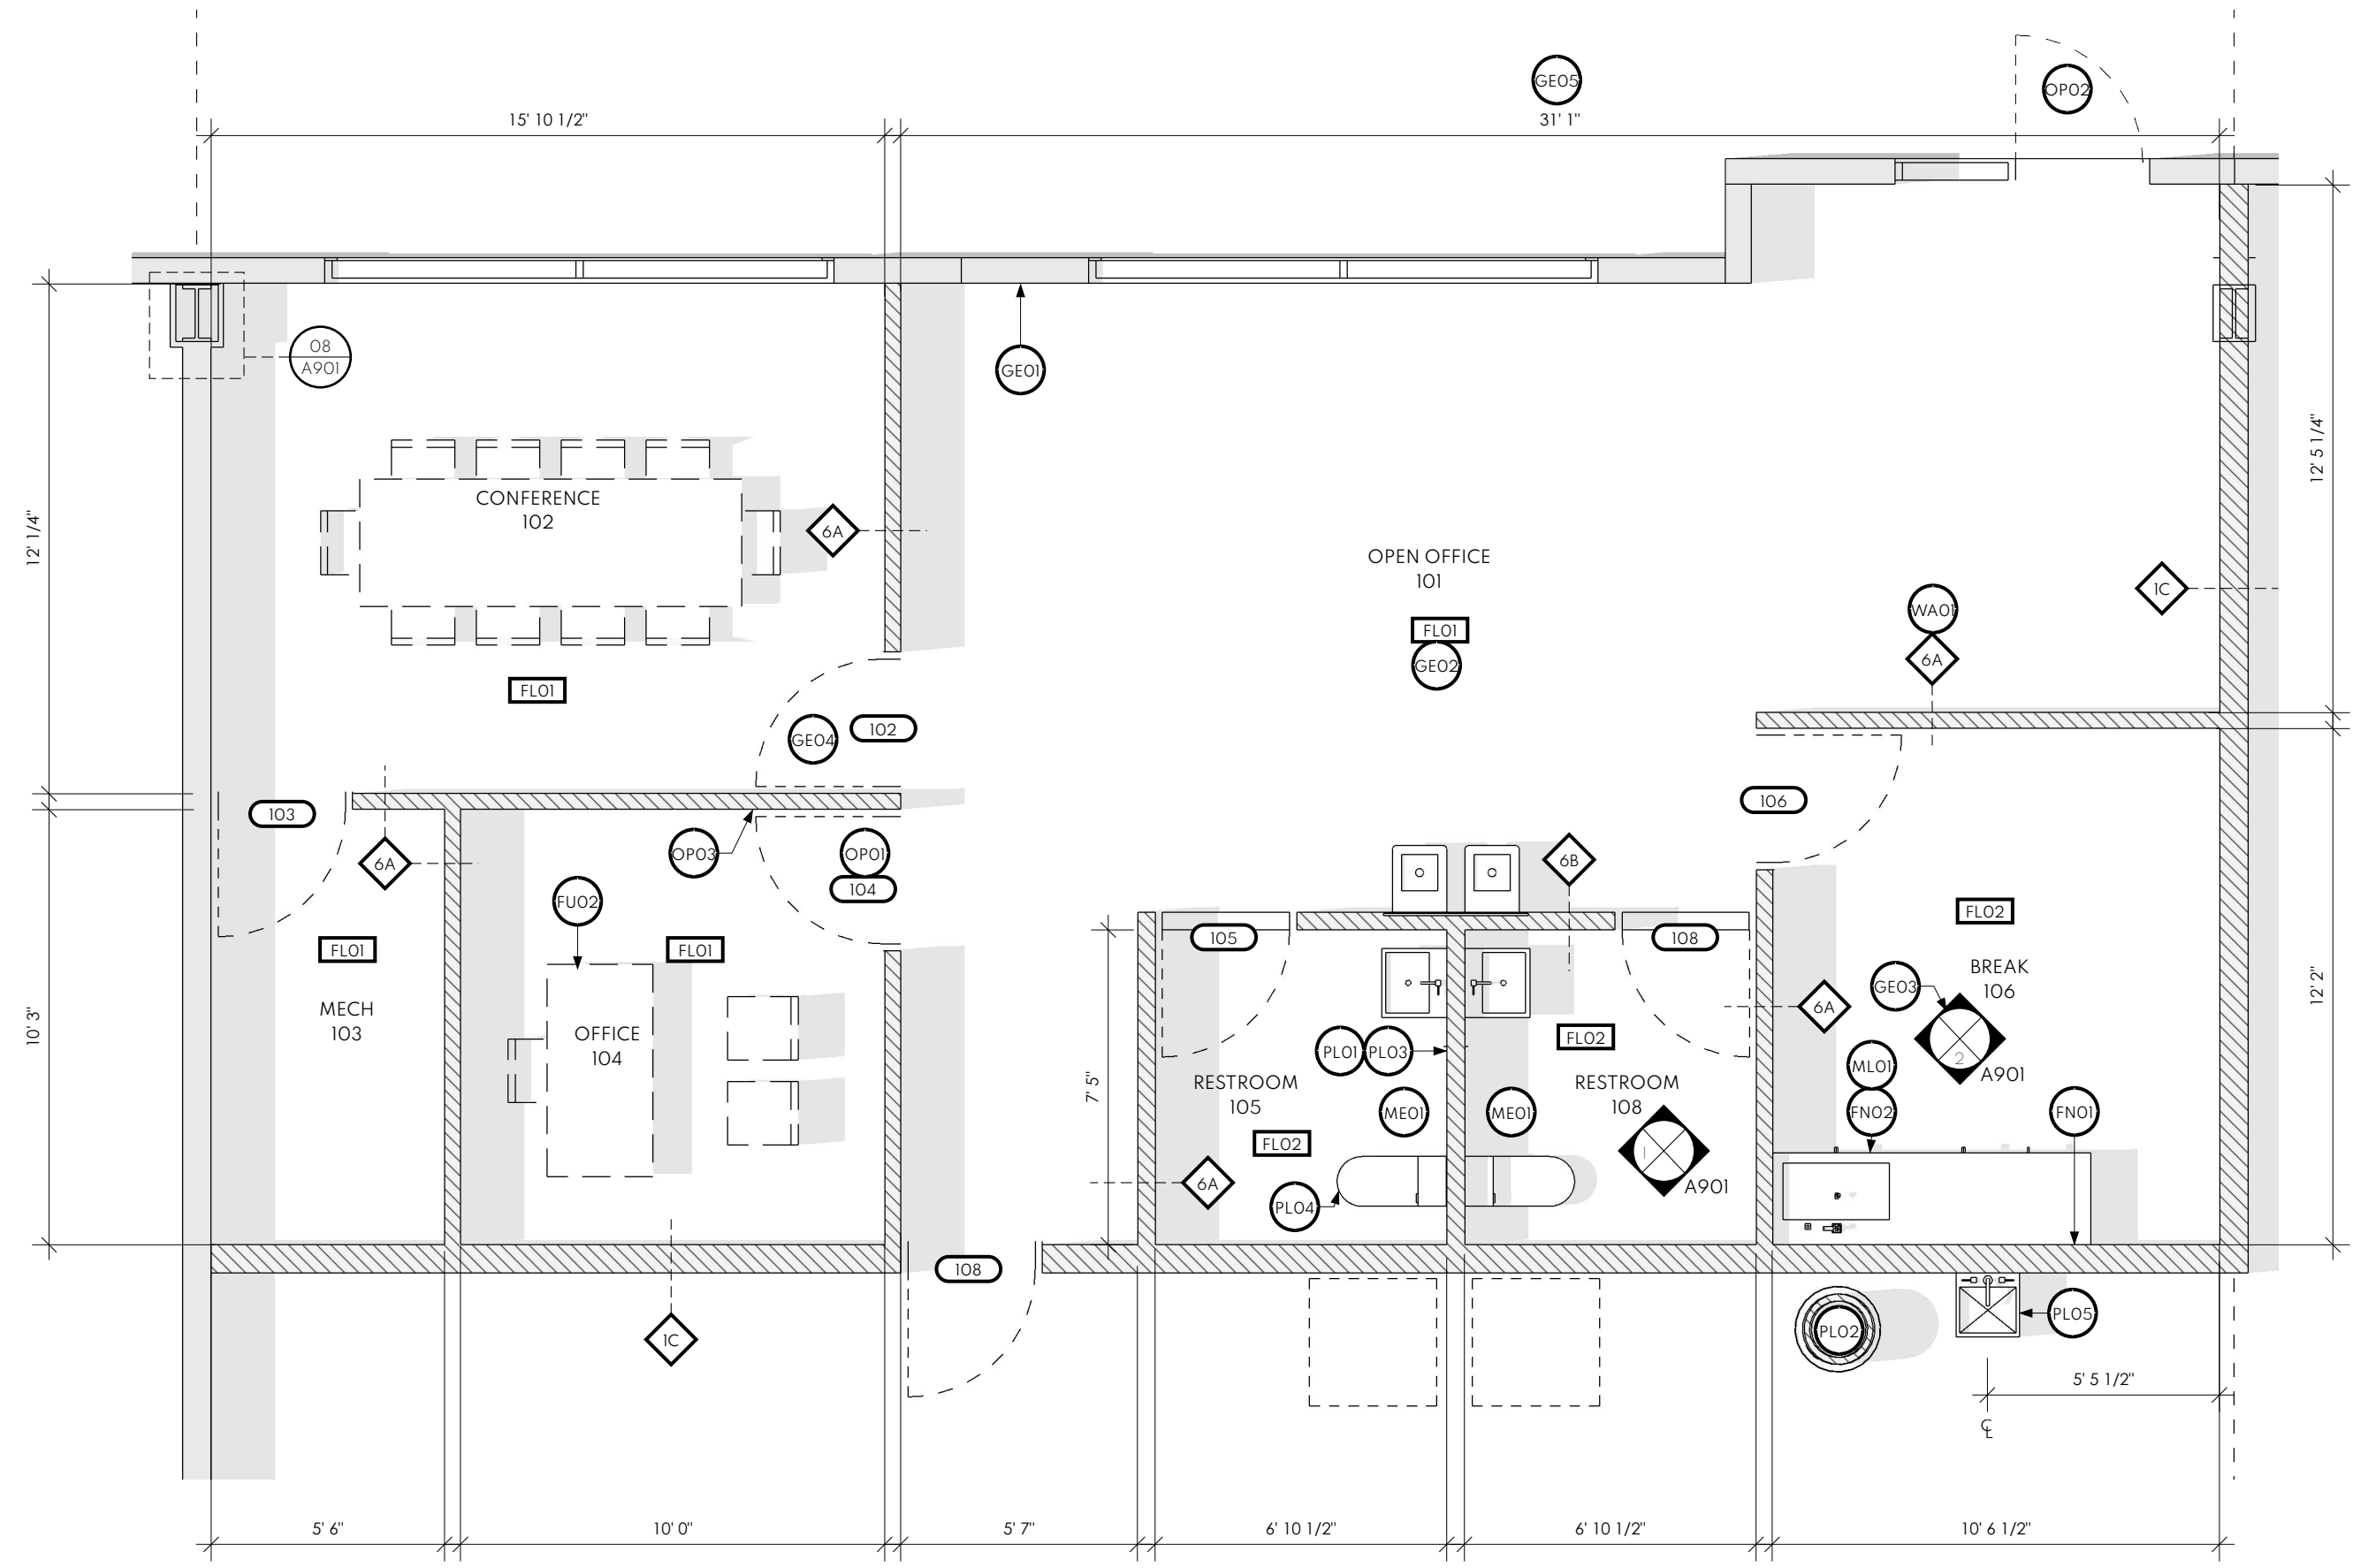 GE05
OP02
15' 10 1/2"
31' 1"
08
A901
GE01
12' 1/4"
12' 5 1/4"
CONFERENCE
102
6A
OPEN OFFICE
101
FL01
GE02
1C
WA01
6A
FL01
GE04
102
103
106
6A
OP03
OP01
104
6B
FU02
FL02
FL01
FL01
105
108
10' 3"
MECH
103
OFFICE
104
7' 5"
PL01
PL03
FL02
6A
GE03
BREAK
106
12' 2"
2
A901
ML01
RESTROOM
105
RESTROOM
108
ME01
ME01
FN02
FN01
FL02
1
A901
6A
PL04
108
1C
PL02
PL05
5' 5 1/2"
CL
5' 6"
10' 0"
5' 7"
6' 10 1/2"
6' 10 1/2"
10' 6 1/2"